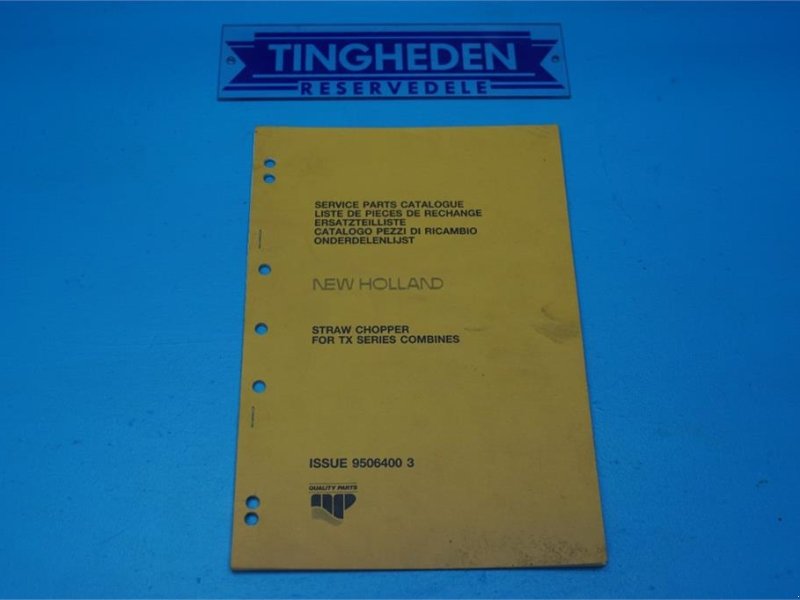 TINGHEDEN
RESERVEDELE
SERVICE PARTS CATALOGUE
LISTE DE PIECES DE RECHANGE
ERSATZTEILLISTE
CATALOGO PEZZI DI RICAMBIO
ONDERDELENLIJST
NEW HOLLAND
STRAW CHOPPER
FOR TX SERIES COMBINES
ISSUE 9506400 3
QUALITY PARTS